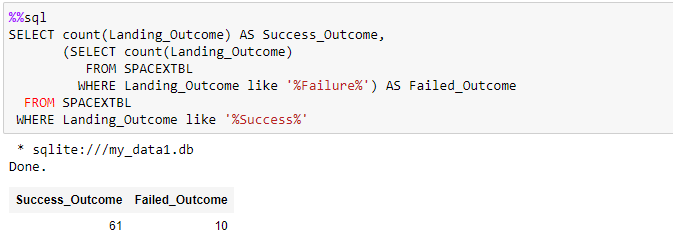 %%sql
SELECT count(Landing_Outcome) AS Success_Outcome,
(SELECT count(Landing_Outcome)
FROM SPACEXTBL
WHERE Landing_Outcome like '%Failure%') AS Failed_Outcome
FROM SPACEXTBL
WHERE Landing_Outcome like '%Success%'
* sqlite:///my_data1.db
Done.
Success_Outcome Failed_Outcome
61 10